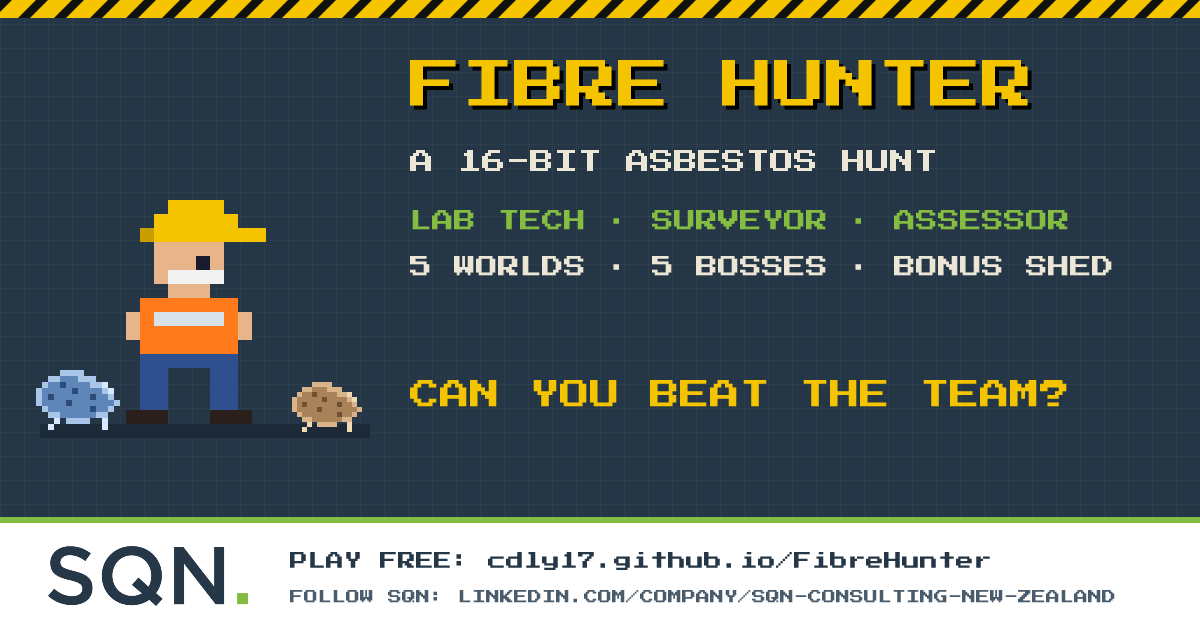 FIBRE HUNTER
A 16-BIT ASBESTOS HUNT
LAB TECH · SURVEYOR · ASSESSOR
5 WORLDS · 5 BOSSES · BONUS SHED
CAN YOU BEAT THE TEAM?
SQN.
PLAY FREE: cdly17.github.io/FibreHunter
FOLLOW SQN: LINKEDIN.COM/COMPANY/SQN-CONSULTING-NEW-ZEALAND